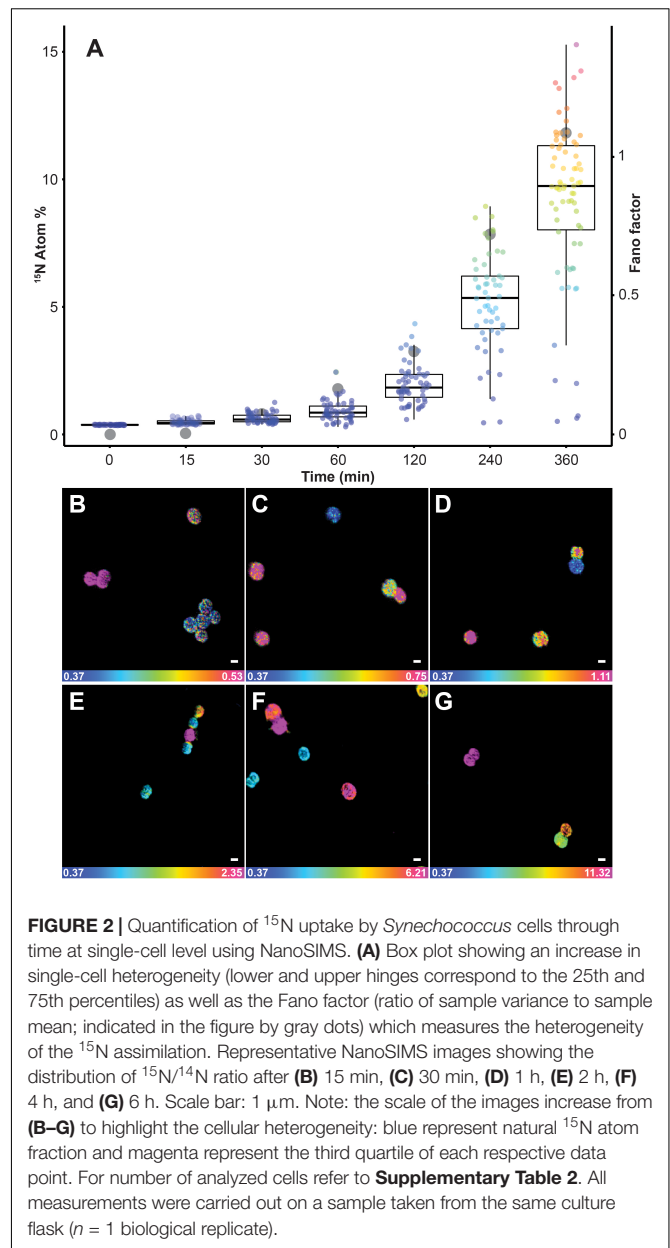 A
15
10
5
0
¹⁵N Atom %
1
0.5
0
Fano factor
0 15 30 60 120 240 360
Time (min)
B
0.37 0.53
C
0.37 0.75
D
0.37 1.11
E
0.37 2.35
F
0.37 6.21
G
0.37 11.32
FIGURE 2 | Quantification of ¹⁵N uptake by Synechococcus cells through
time at single-cell level using NanoSIMS. (A) Box plot showing an increase in
single-cell heterogeneity (lower and upper hinges correspond to the 25th and
75th percentiles) as well as the Fano factor (ratio of sample variance to sample
mean; indicated in the figure by gray dots) which measures the heterogeneity
of the ¹⁵N assimilation. Representative NanoSIMS images showing the
distribution of ¹⁵N/¹⁴N ratio after (B) 15 min, (C) 30 min, (D) 1 h, (E) 2 h, (F)
4 h, and (G) 6 h. Scale bar: 1 μm. Note: the scale of the images increase from
(B–G) to highlight the cellular heterogeneity: blue represent natural ¹⁵N atom
fraction and magenta represent the third quartile of each respective data
point. For number of analyzed cells refer to Supplementary Table 2. All
measurements were carried out on a sample taken from the same culture
flask (n = 1 biological replicate).